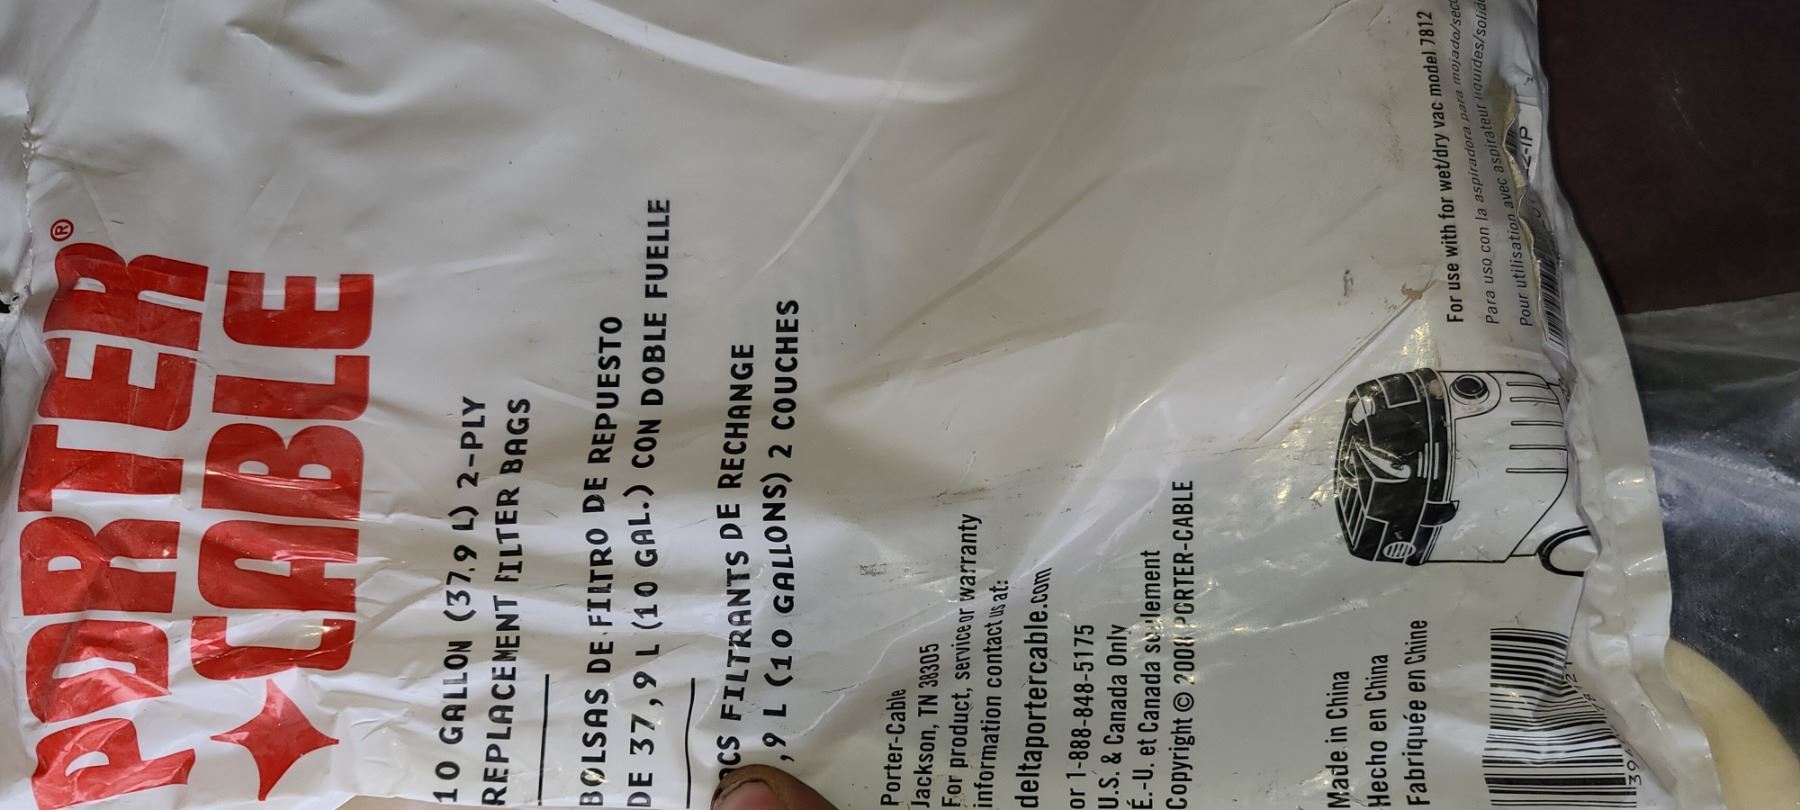 PORTER®
CABLE
10 GALLON (37,9 L) 2-PLY
REPLACEMENT FILTER BAGS
BOLSAS DE FILTRO DE REPUESTO
DE 37,9 L (10 GAL.) CON DOBLE FUELLE
FILTRANTS DE RECHANGE
,9 L (10 GALLONS) 2 COUCHES
Porter-Cable
Jackson, TN 38305
For product, service or warranty
information contact us at:
deltaportercable.com
or 1-888-848-5175
U.S. & Canada Only
É.-U. et Canada seulement
Copyright © 2008 PORTER-CABLE
Made in China
Hecho en China
Fabriquée en Chine
For use with for wet/dry vac model 7812
Para uso con la aspiradora para mojado/sec
Pour utilisation avec aspirateur liquides/solid